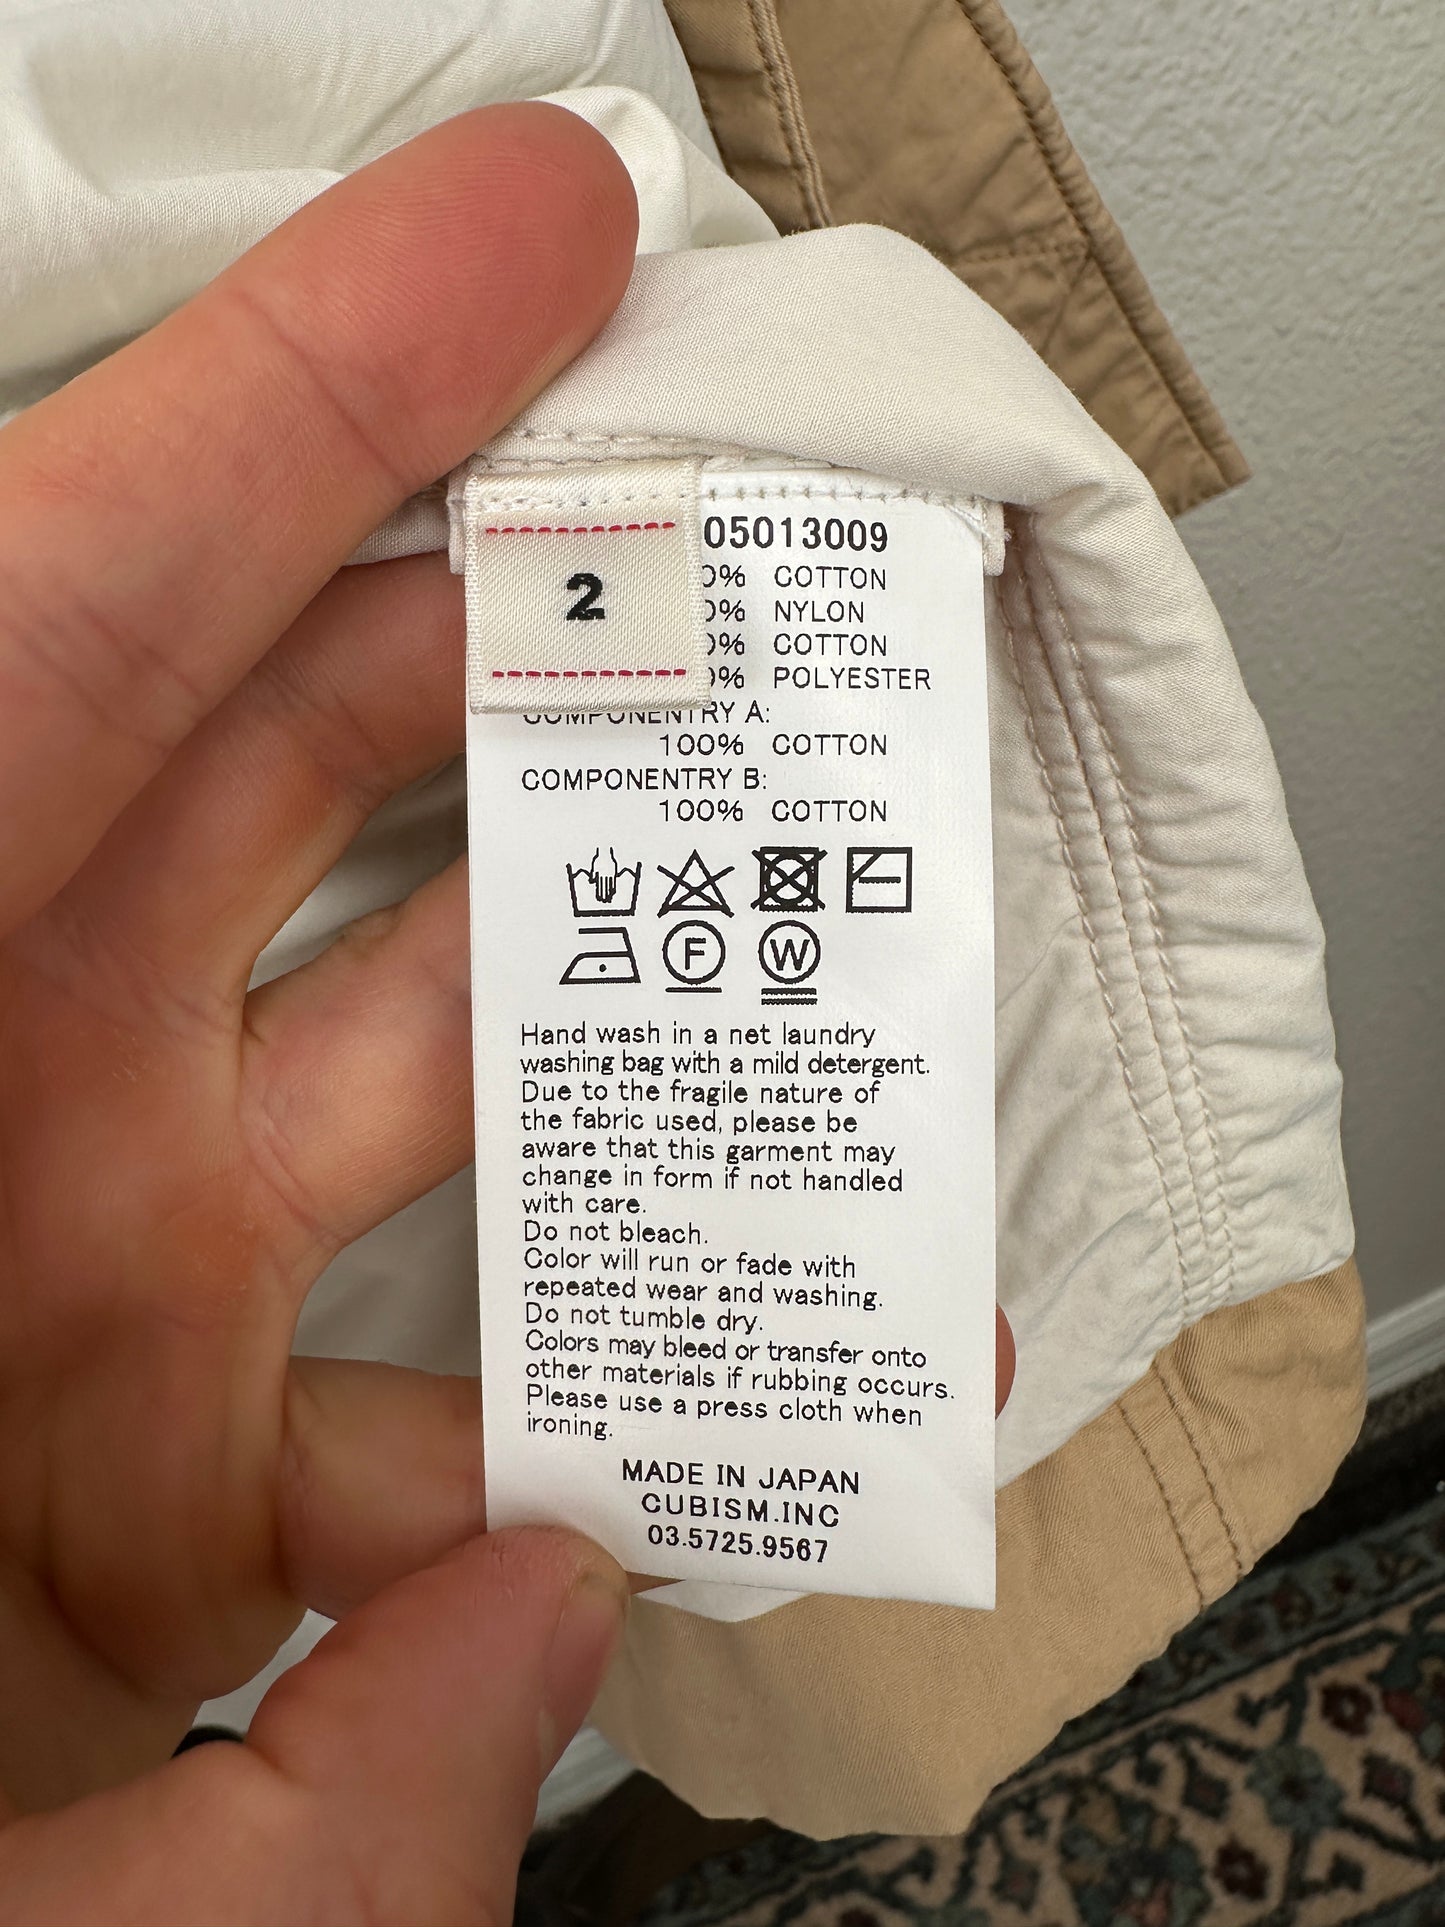 2
05013009
0% COTTON
0% NYLON
0% COTTON
0% POLYESTER
COMPONENTRY A:
100% COTTON
COMPONENTRY B:
100% COTTON
F W
Hand wash in a net laundry
washing bag with a mild detergent.
Due to the fragile nature of
the fabric used, please be
aware that this garment may
change in form if not handled
with care.
Do not bleach.
Color will run or fade with
repeated wear and washing.
Do not tumble dry.
Colors may bleed or transfer onto
other materials if rubbing occurs.
Please use a press cloth when
ironing.
MADE IN JAPAN
CUBISM.INC
03.5725.9567